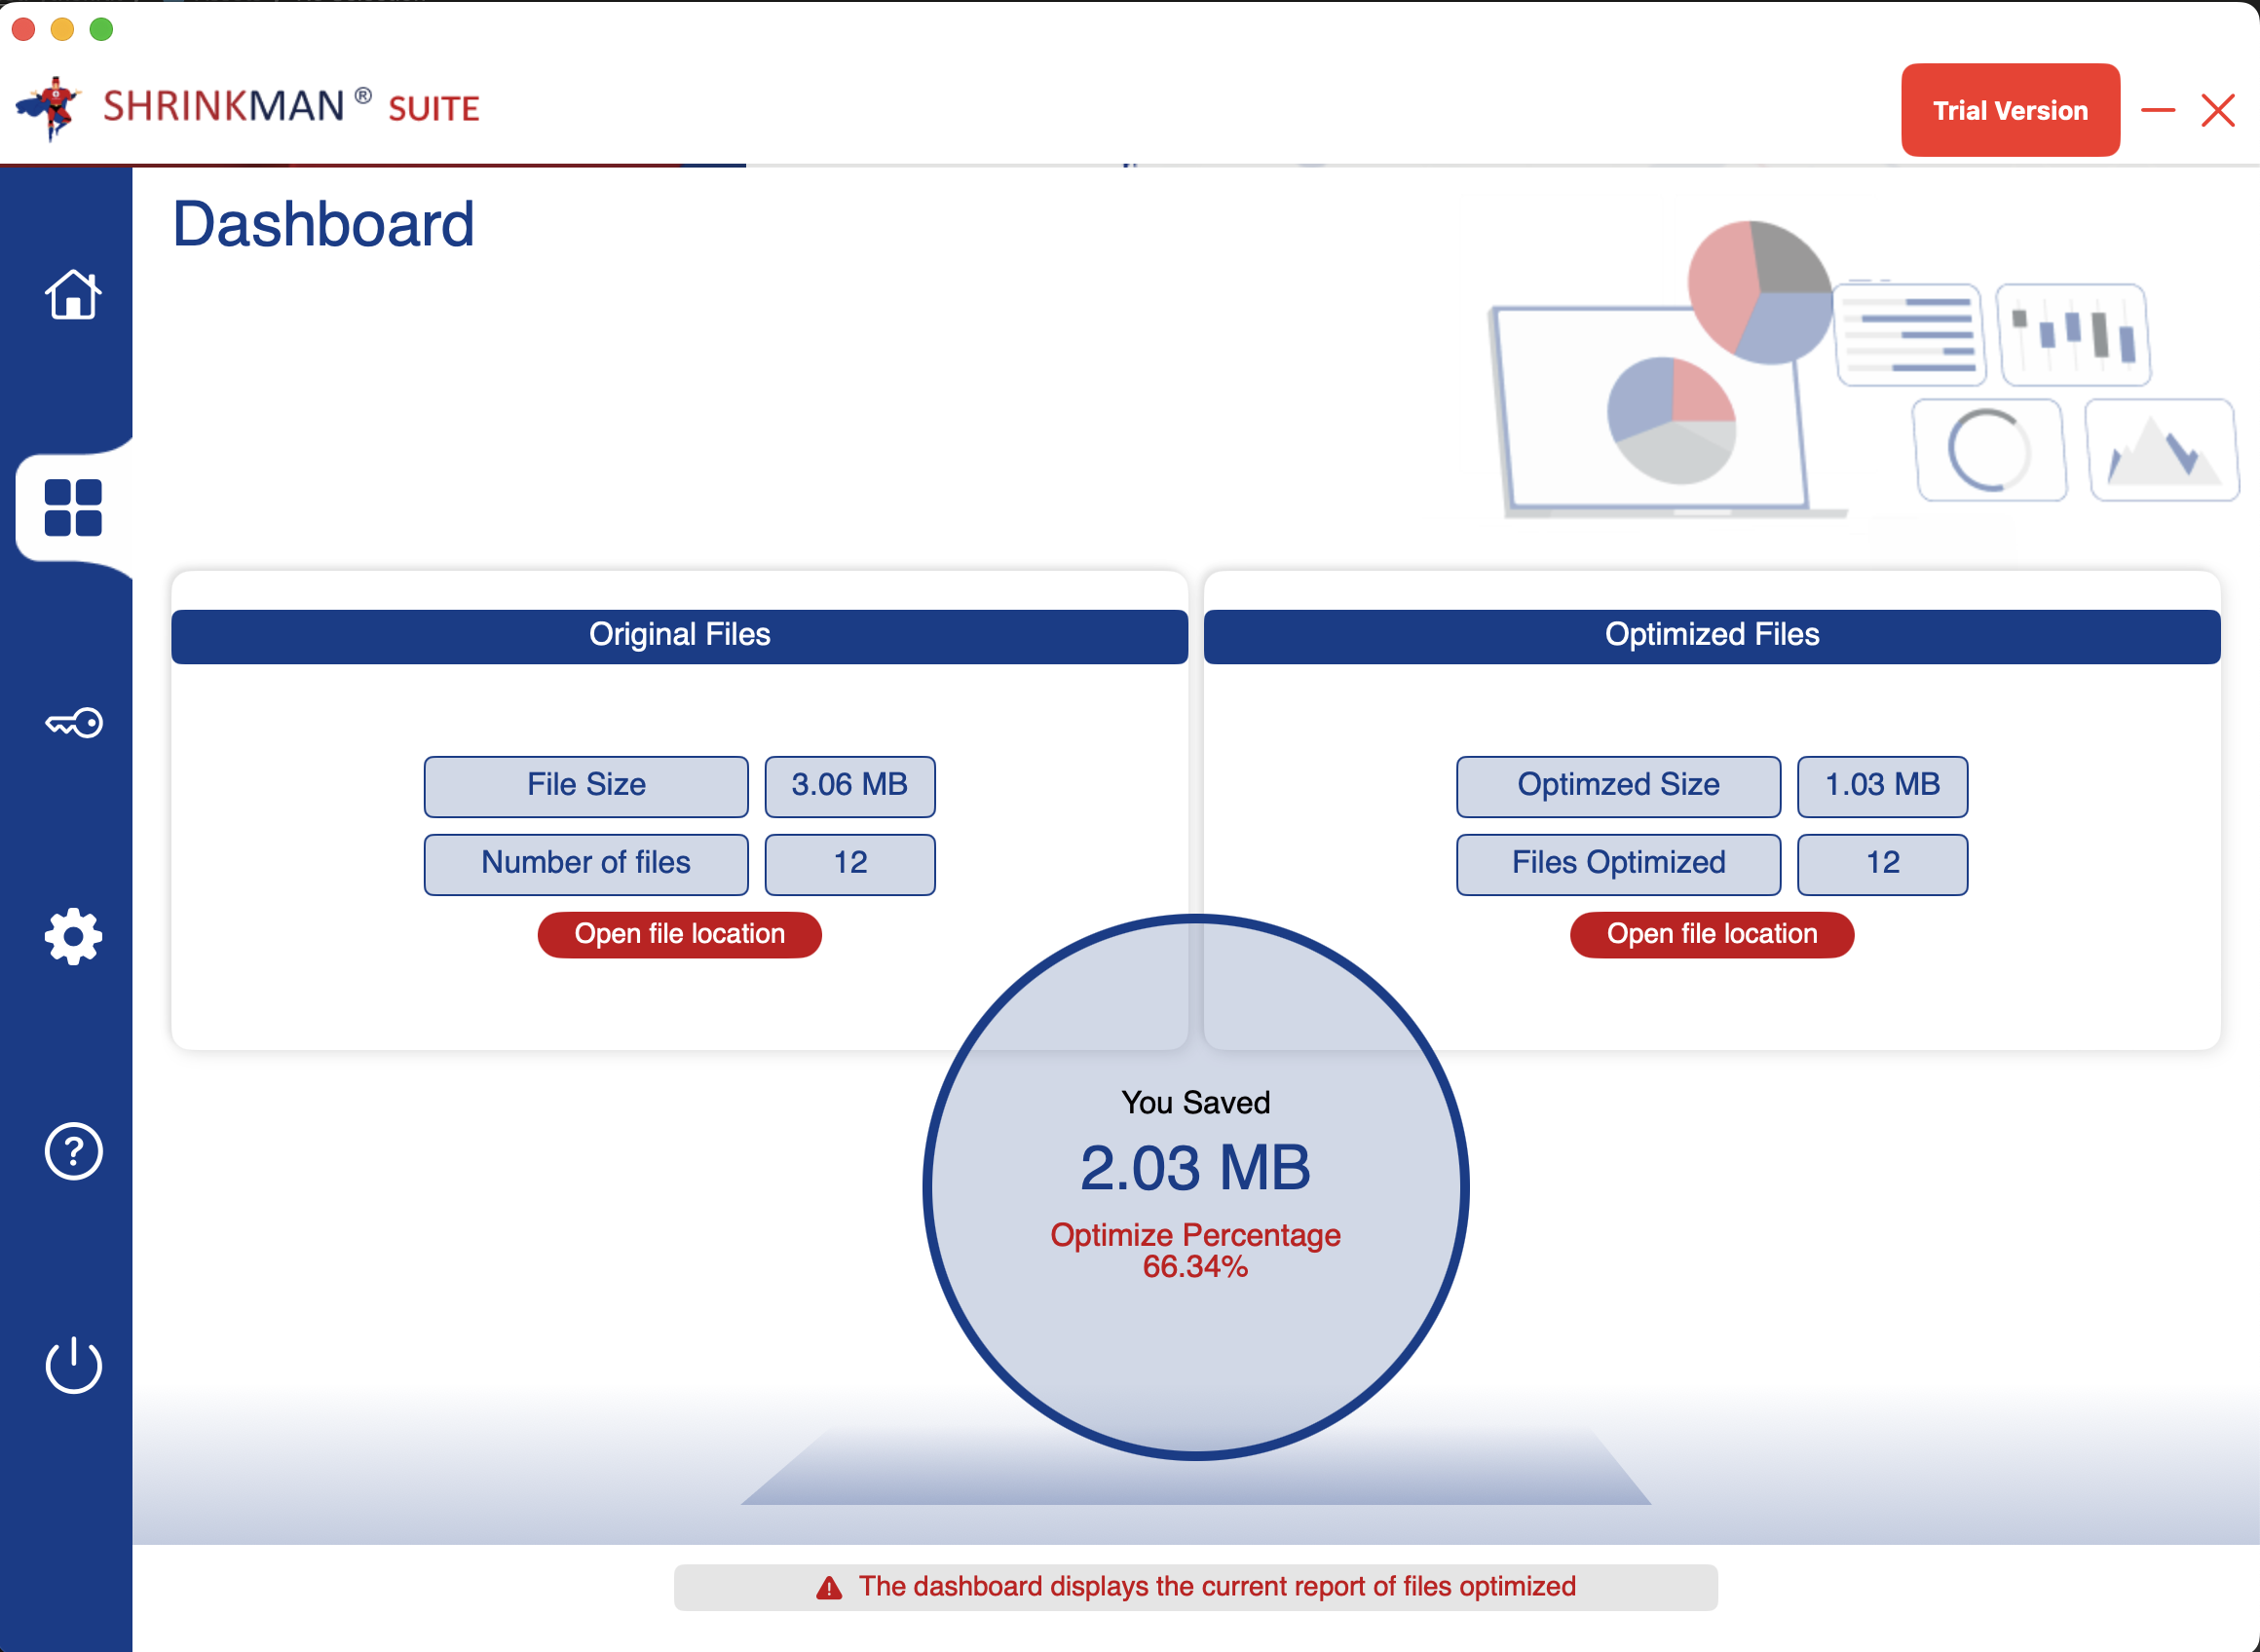 SHRINKMAN ® SUITE
Trial Version
Dashboard
Original Files
File Size 3.06 MB
Number of files 12
Open file location
Optimized Files
Optimzed Size 1.03 MB
Files Optimized 12
Open file location
You Saved
2.03 MB
Optimize Percentage
66.34%
The dashboard displays the current report of files optimized